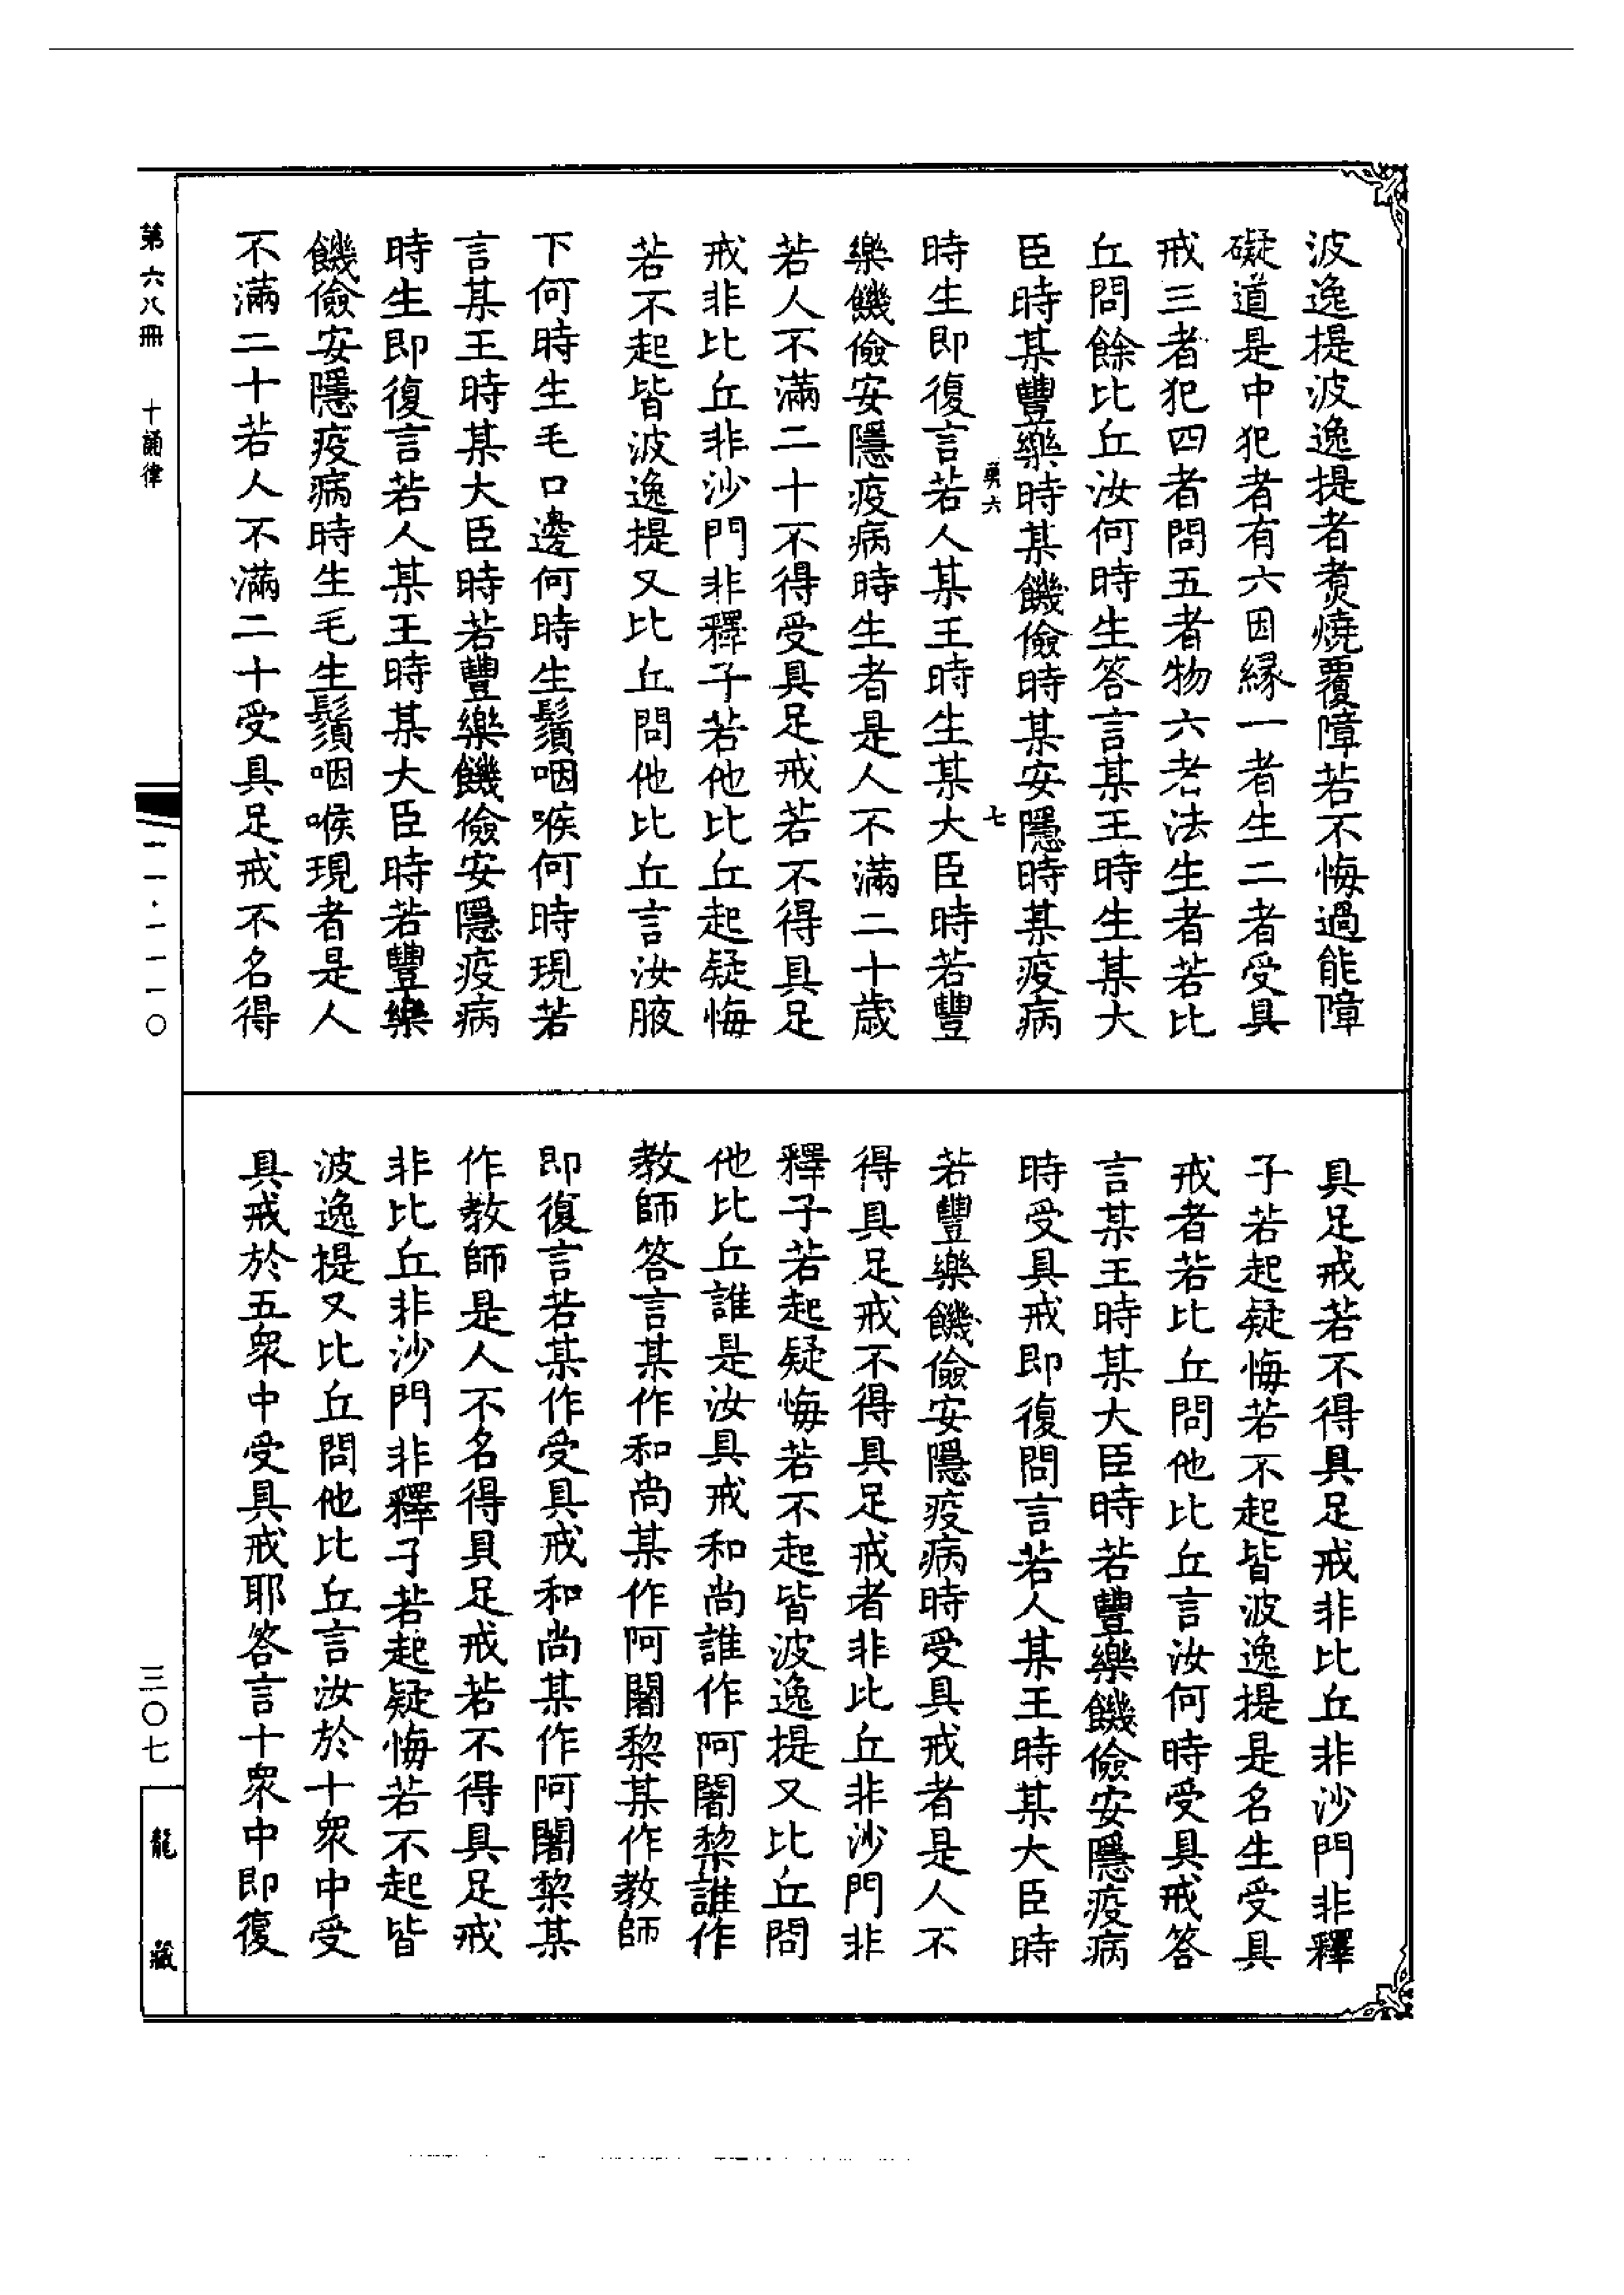 波逸提波逸提者煑燒覆障若不悔過能障
礙道是中犯者有六因緣一者生二者受具
戒三者犯四者問五者物六者法生者若比
丘問餘比丘汝何時生答言某王時生某大
臣時某豐樂時某饑儉時某安隱時某疫病
時生即復言若人某王時生某大臣時若豐
樂饑儉安隱疫病時生者是人不滿二十歲
若人不滿二十不得受具足戒若不得具足
戒非比丘非沙門非釋子若他比丘起疑悔
若不起皆波逸提又比丘問他比丘言汝腋
下何時生毛口邊何時生鬚咽喉何時現若
言某王時某大臣時若豐樂饑儉安隱疫病
時生即復言若人某王時某大臣時若豐樂
饑儉安隱疫病時生毛生鬚咽喉現者是人
不滿二十若人不滿二十受具足戒不名得
具足戒若不得具足戒非比丘非沙門非釋
子若起疑悔若不起皆波逸提是名生受具
戒者若比丘問他比丘言汝何時受具戒答
言某王時某大臣時若豐樂饑儉安隱疫病
時受具戒即復問言若人某王時某大臣時
若豐樂饑儉安隱疫病時受具戒者是人不
得具足戒不得具足戒者非比丘非沙門非
釋子若起疑悔若不起皆波逸提又比丘問
他比丘誰是汝具戒和尚誰作阿闍黎誰作
教師答言某作和尚某作阿闍黎某作教師
即復言若某作受具戒和尚某作阿闍黎某
作教師是人不名得具足戒若不得具足戒
非比丘非沙門非釋子若起疑悔若不起皆
波逸提又比丘問他比丘言汝於十衆中受
具戒於五衆中受具戒耶答言十衆中即復
勇六
七
第六八冊 十誦律
一一·一一一〇
三〇七
龍藏